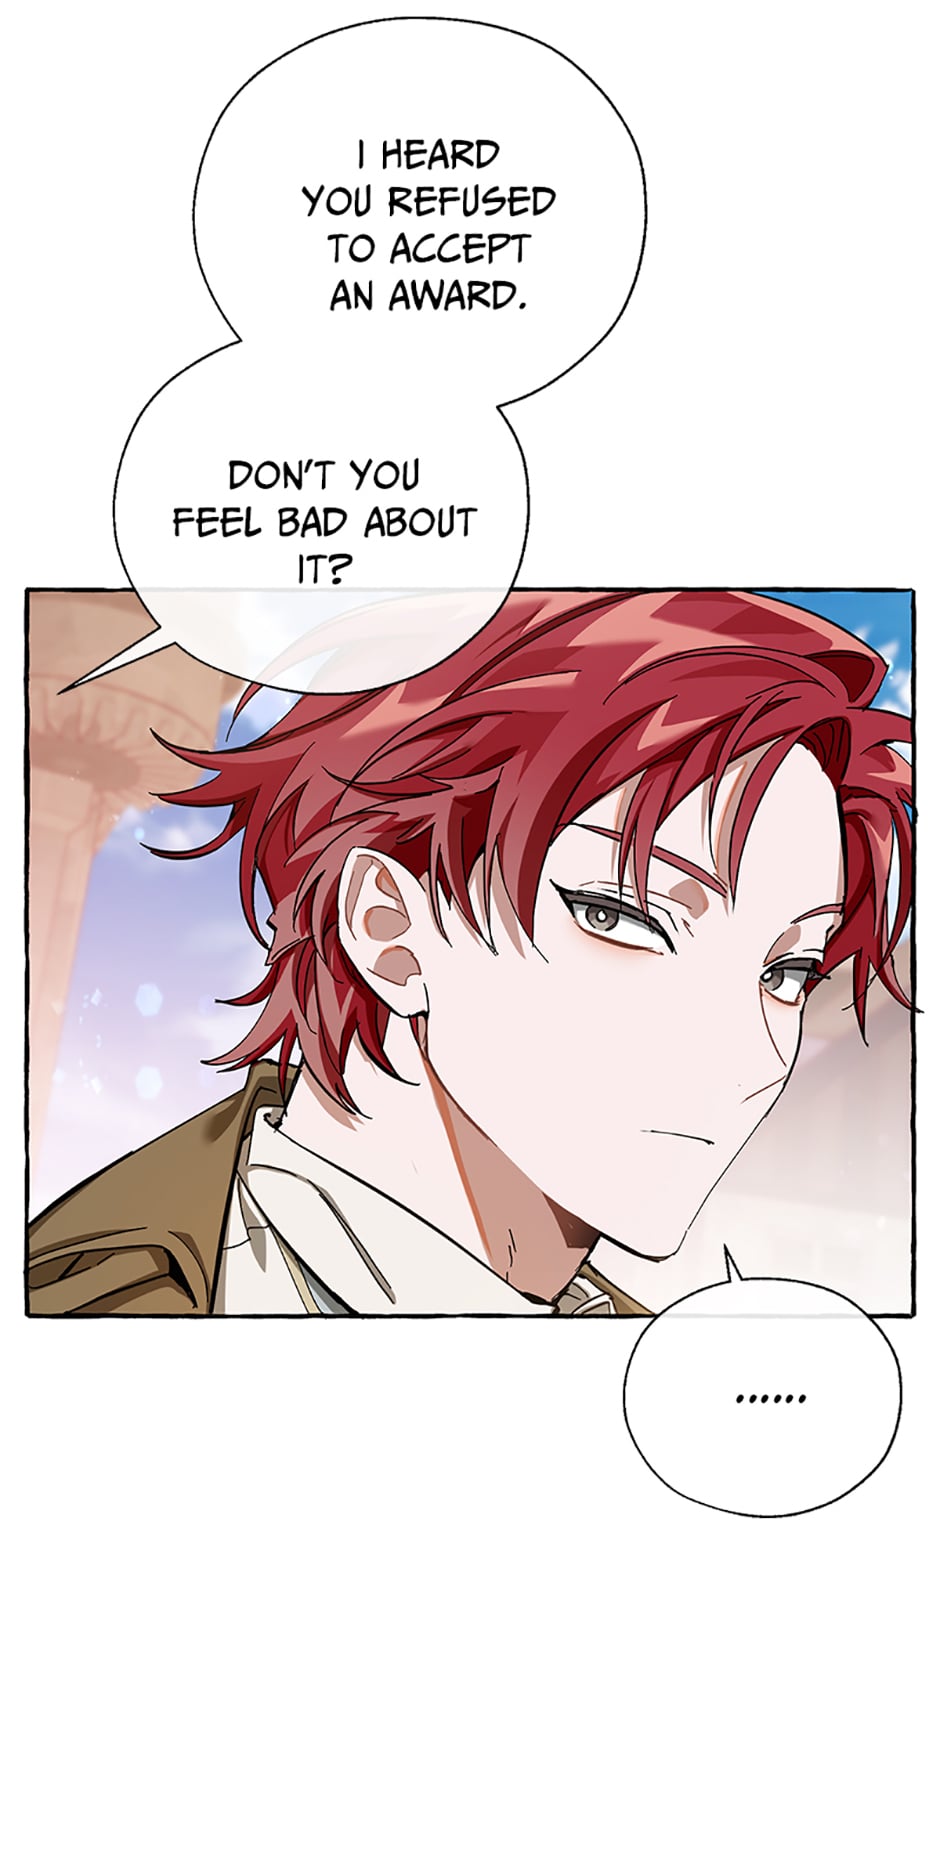 I HEARD
YOU REFUSED
TO ACCEPT
AN AWARD.
DON'T YOU
FEEL BAD ABOUT
IT?
......